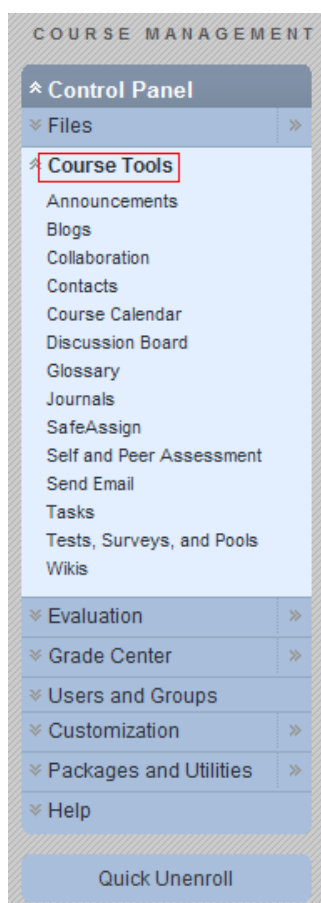 COURSE MANAGEMENT
Control Panel
Files
Course Tools
Announcements
Blogs
Collaboration
Contacts
Course Calendar
Discussion Board
Glossary
Journals
SafeAssign
Self and Peer Assessment
Send Email
Tasks
Tests, Surveys, and Pools
Wikis
Evaluation
Grade Center
Users and Groups
Customization
Packages and Utilities
Help
Quick Unenroll